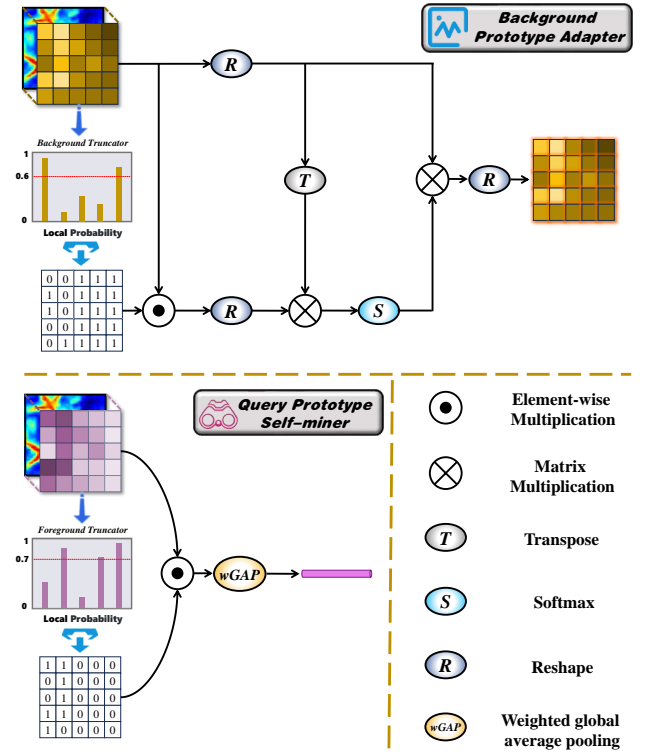 Background
Prototype Adapter
R
Background Truncator
1
0.6
0
Local Probability
T
R
0 0 1 1 1
1 0 1 1 1
1 0 1 1 1
0 0 1 1 1
0 1 1 1 1
R
S
Query Prototype
Self-miner
Foreground Truncator
1
0.7
0
Local Probability
wGAP
1 1 0 0 0
0 1 0 0 0
0 1 0 0 0
1 1 0 0 0
1 1 0 0 0
Element-wise
Multiplication
Matrix
Multiplication
T Transpose
S Softmax
R Reshape
wGAP Weighted global
average pooling